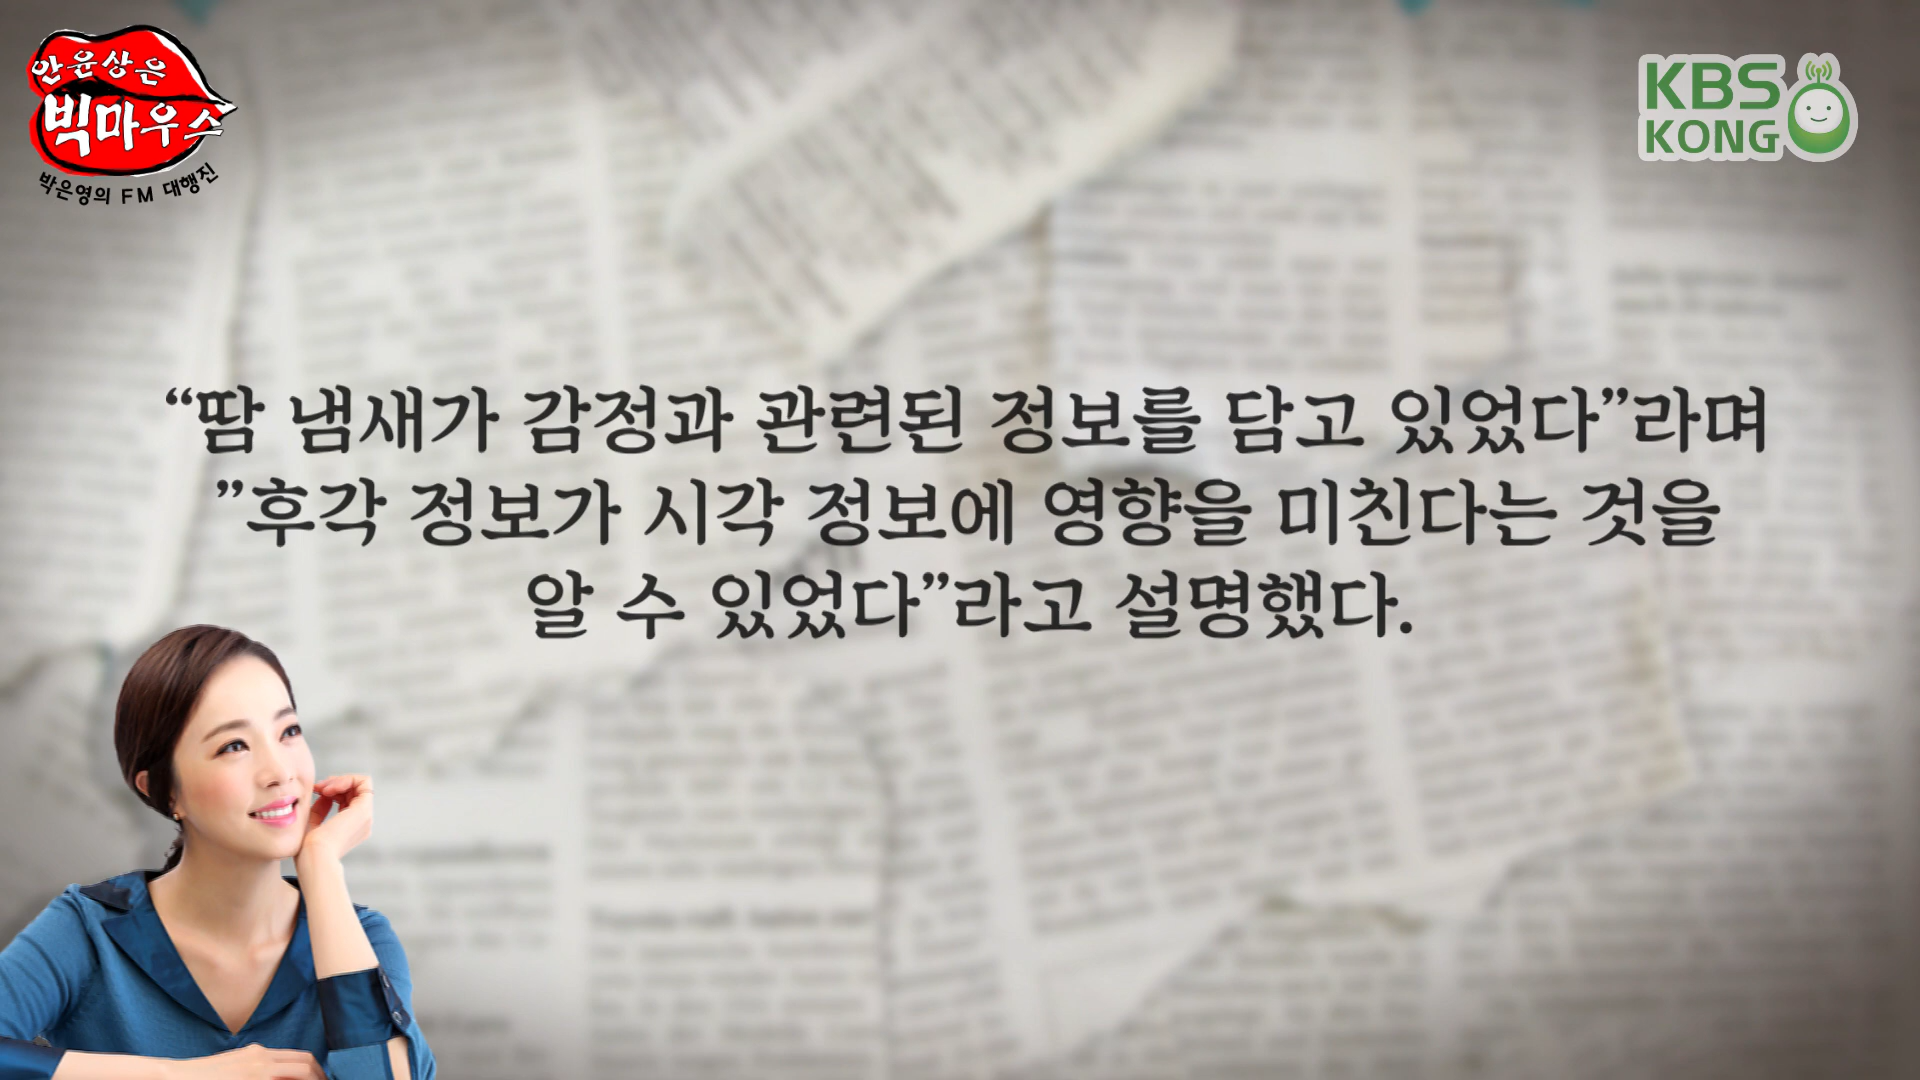 안윤상은
빅마우스
박은영의 FM 대행진
KBS
KONG
“땀 냄새가 감정과 관련된 정보를 담고 있었다”라며
”후각 정보가 시각 정보에 영향을 미친다는 것을
알 수 있었다”라고 설명했다.